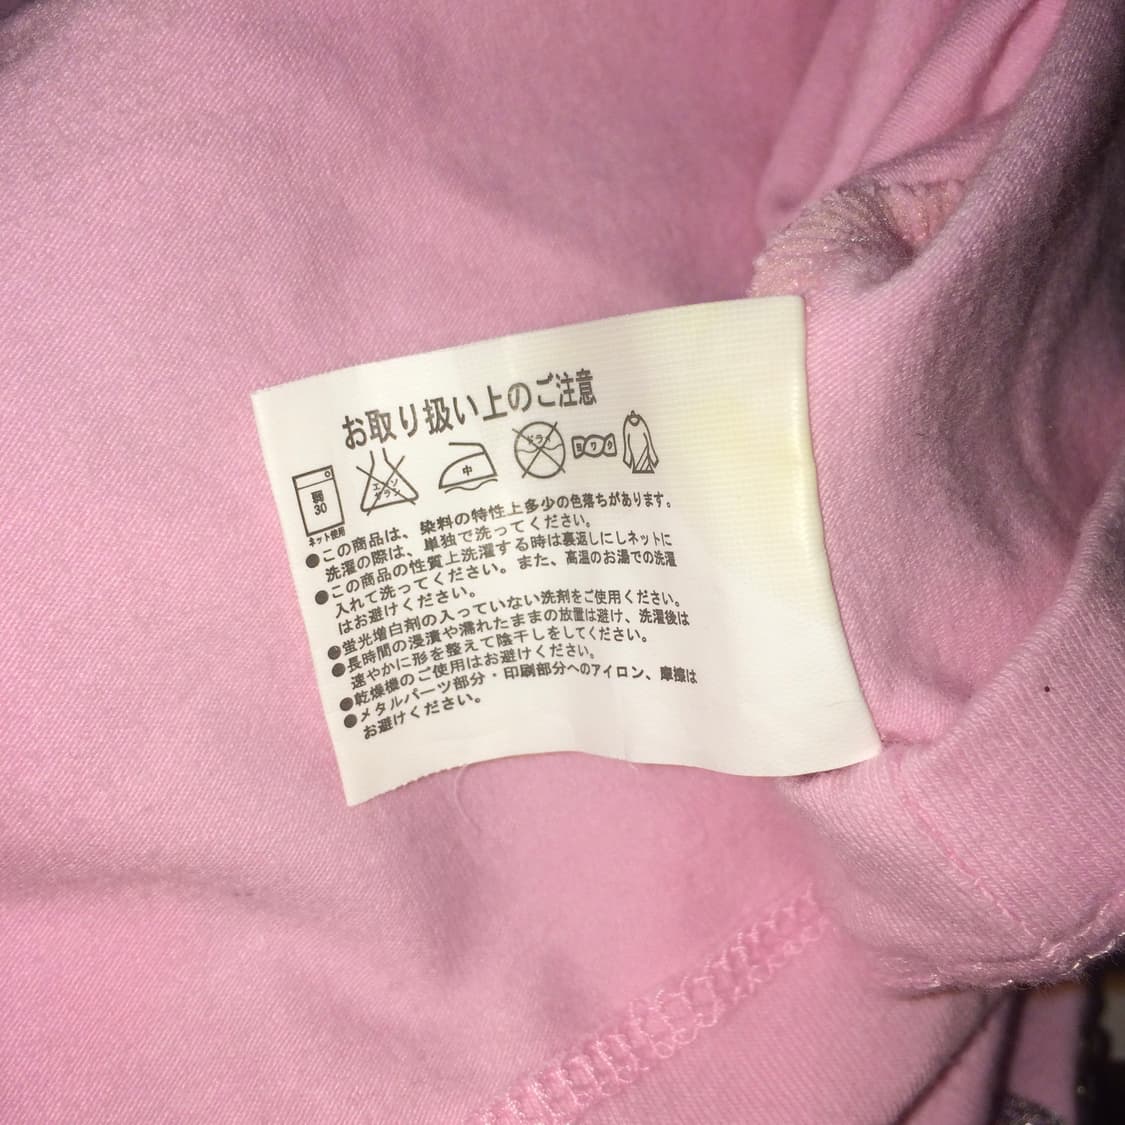 お取り扱い上のご注意
弱
30
ネット使用
エンソ
サラシ
中
ドライ
ヨワク
●この商品は、染料の特性上多少の色落ちがあります。
洗濯の際は、単独で洗ってください。
●この商品の性質上洗濯する時は裏返しにしネットに
入れて洗ってください。また、高温のお湯での洗濯
はお避けください。
●蛍光増白剤の入っていない洗剤をご使用ください。
●長時間の浸漬や濡れたままの放置は避け、洗濯後は
速やかに形を整えて陰干しをしてください。
●乾燥機のご使用はお避けください。
●メタルパーツ部分・印刷部分へのアイロン、摩擦は
お避けください。